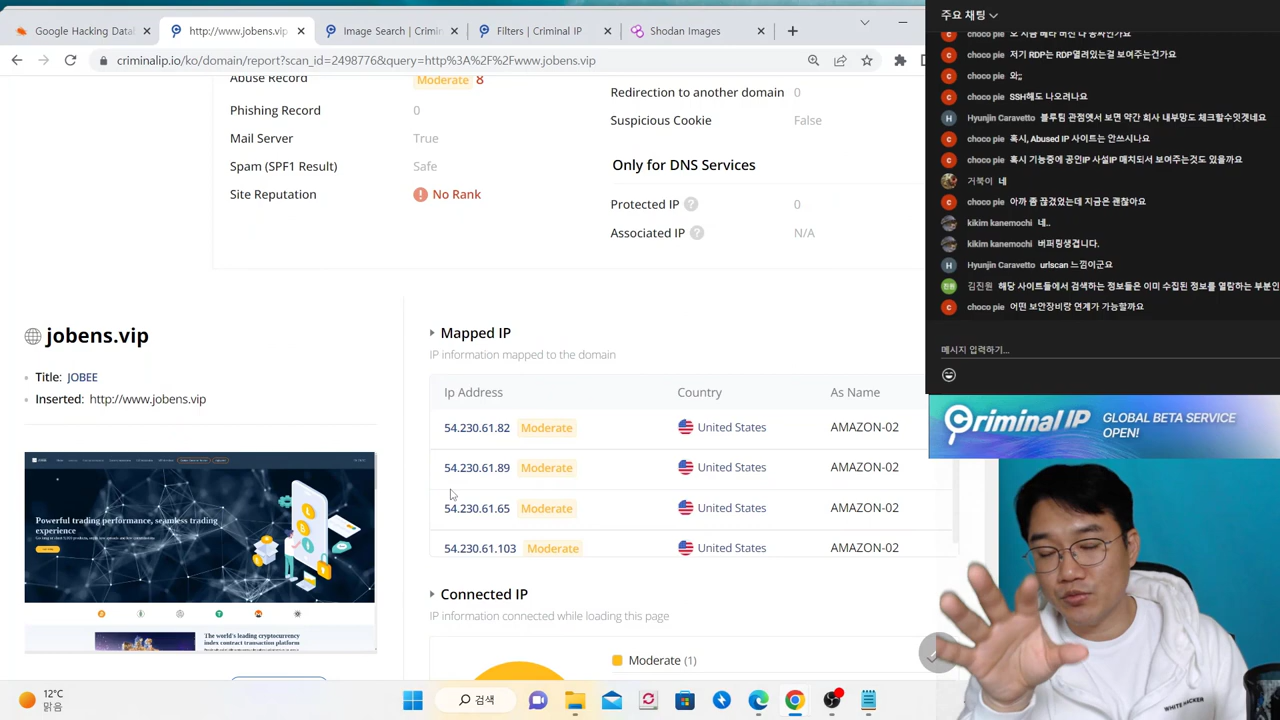 Google Hacking Datal
http://www.jobens.vip
Image Search | Crimin
Filters | Criminal IP
Shodan Images
criminalip.io/ko/domain/report?scan_id=2498776&query=http%3A%2F%2Fwww.jobens.vip
Abuse Record Moderate 8
Phishing Record 0
Mail Server True
Spam (SPF1 Result) Safe
Site Reputation ! No Rank
Redirection to another domain 0
Suspicious Cookie False
Only for DNS Services
Protected IP ? 0
Associated IP ? N/A
jobens.vip
Title: JOBEE
Inserted: http://www.jobens.vip
Powerful trading performance, seamless trading
experience
The world's leading cryptocurrency
index contract transaction platform
Mapped IP
IP information mapped to the domain
Ip Address Country As Name
54.230.61.82 Moderate United States AMAZON-02
54.230.61.89 Moderate United States AMAZON-02
54.230.61.65 Moderate United States AMAZON-02
54.230.61.103 Moderate United States AMAZON-02
Connected IP
IP information connected while loading this page
Moderate (1)
주요 채팅
choco pie
choco pie 저기 RDP는 RDP열려있는걸 보여주는건가요
choco pie 와;;
choco pie SSH해도 나오려나요
H Hyunjin Caravetto 블루팀 관점엣서 보면 약간 회사 내부망도 체크할수잇겟네요
choco pie 혹시, Abused IP 사이트는 안쓰시나요
choco pie 혹시 기능중에 공인IP 사설IP 매치되서 보여주는것도 있을까요
거북이 네
choco pie 아까 좀 끊겼었는데 지금은 괜찮아요
kikim kanemochi 네..
kikim kanemochi 버퍼링생겹니다.
H Hyunjin Caravetto urlscan 느낌이군요
김진원 해당 사이트들에서 검색하는 정보들은 이미 수집된 정보를 열람하는 부분인
choco pie 어떤 보안장비랑 연계가 가능할까요
메시지 입력하기...
Criminal IP GLOBAL BETA SERVICE
OPEN!
WHITE HACKER
12°C
맑음
검색